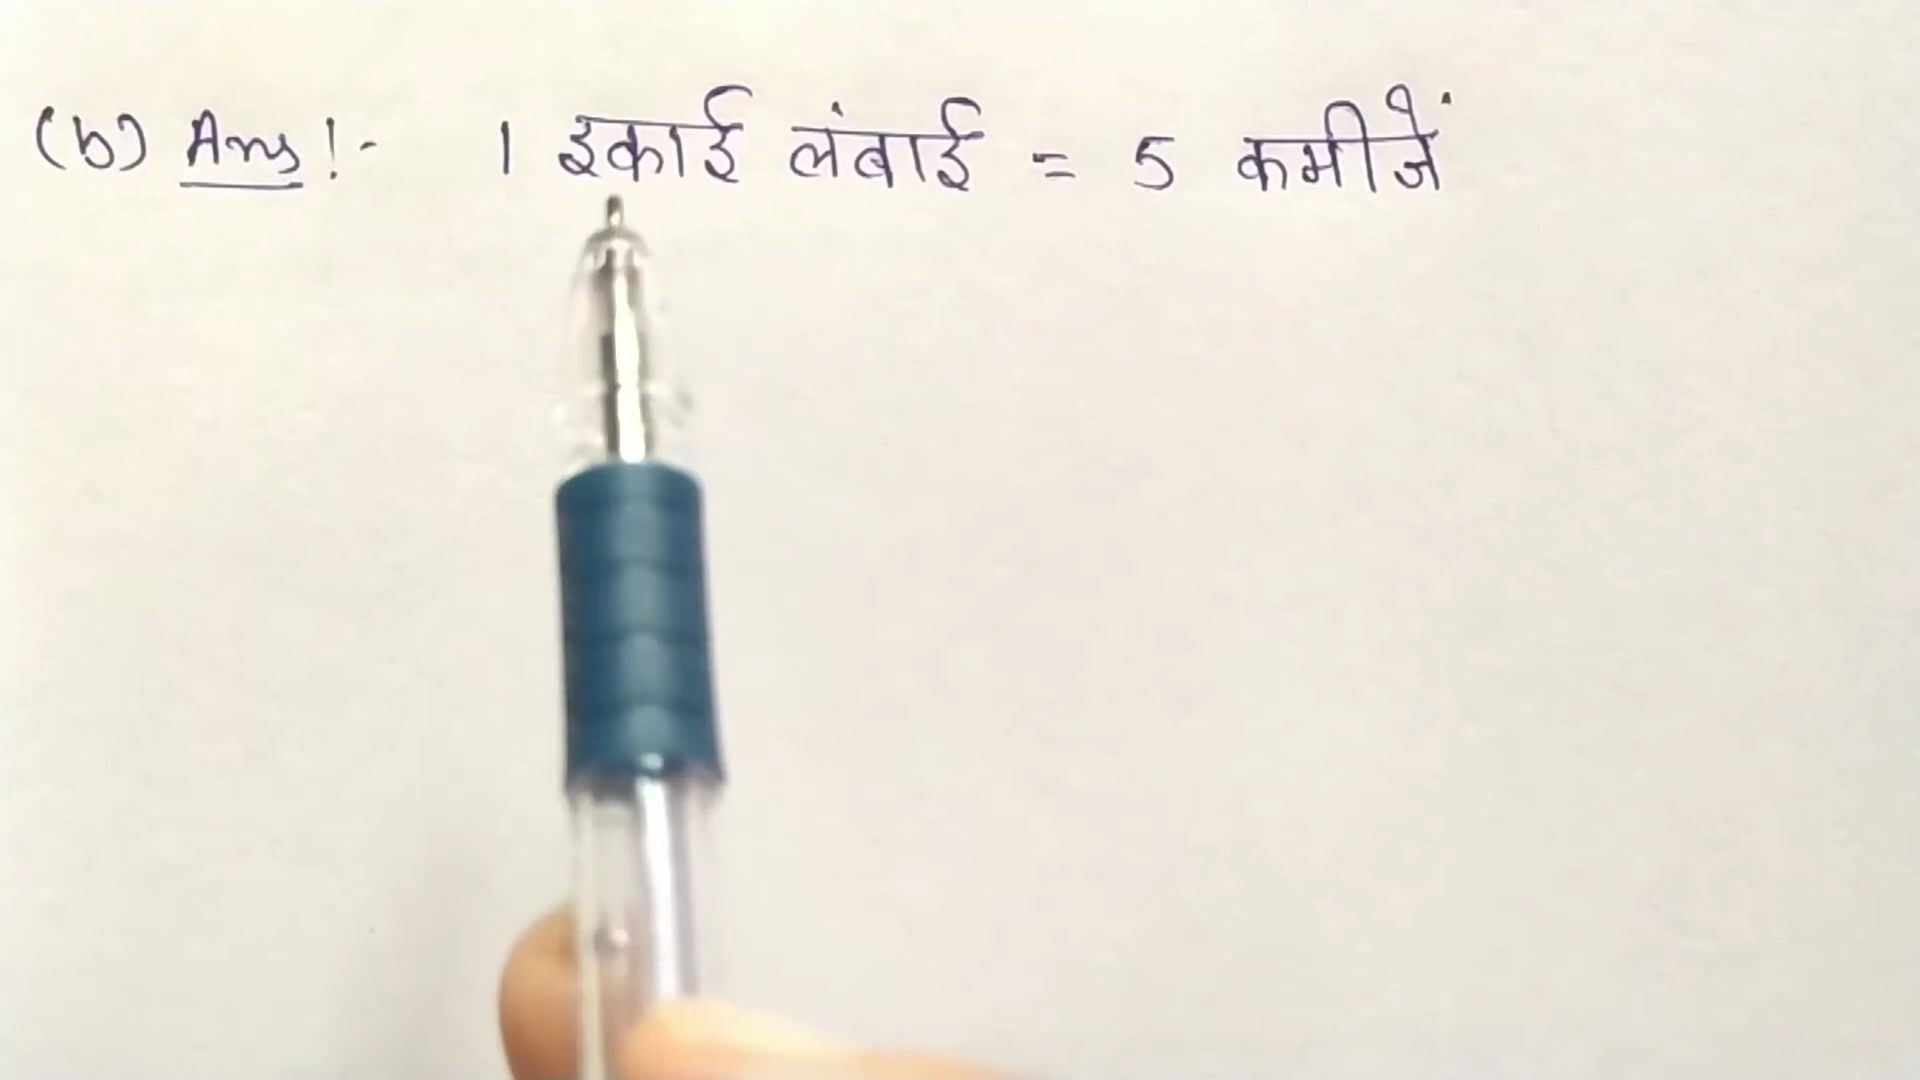 (b) Ans :- 1 इकाई लंबाई = 5 कमीजें